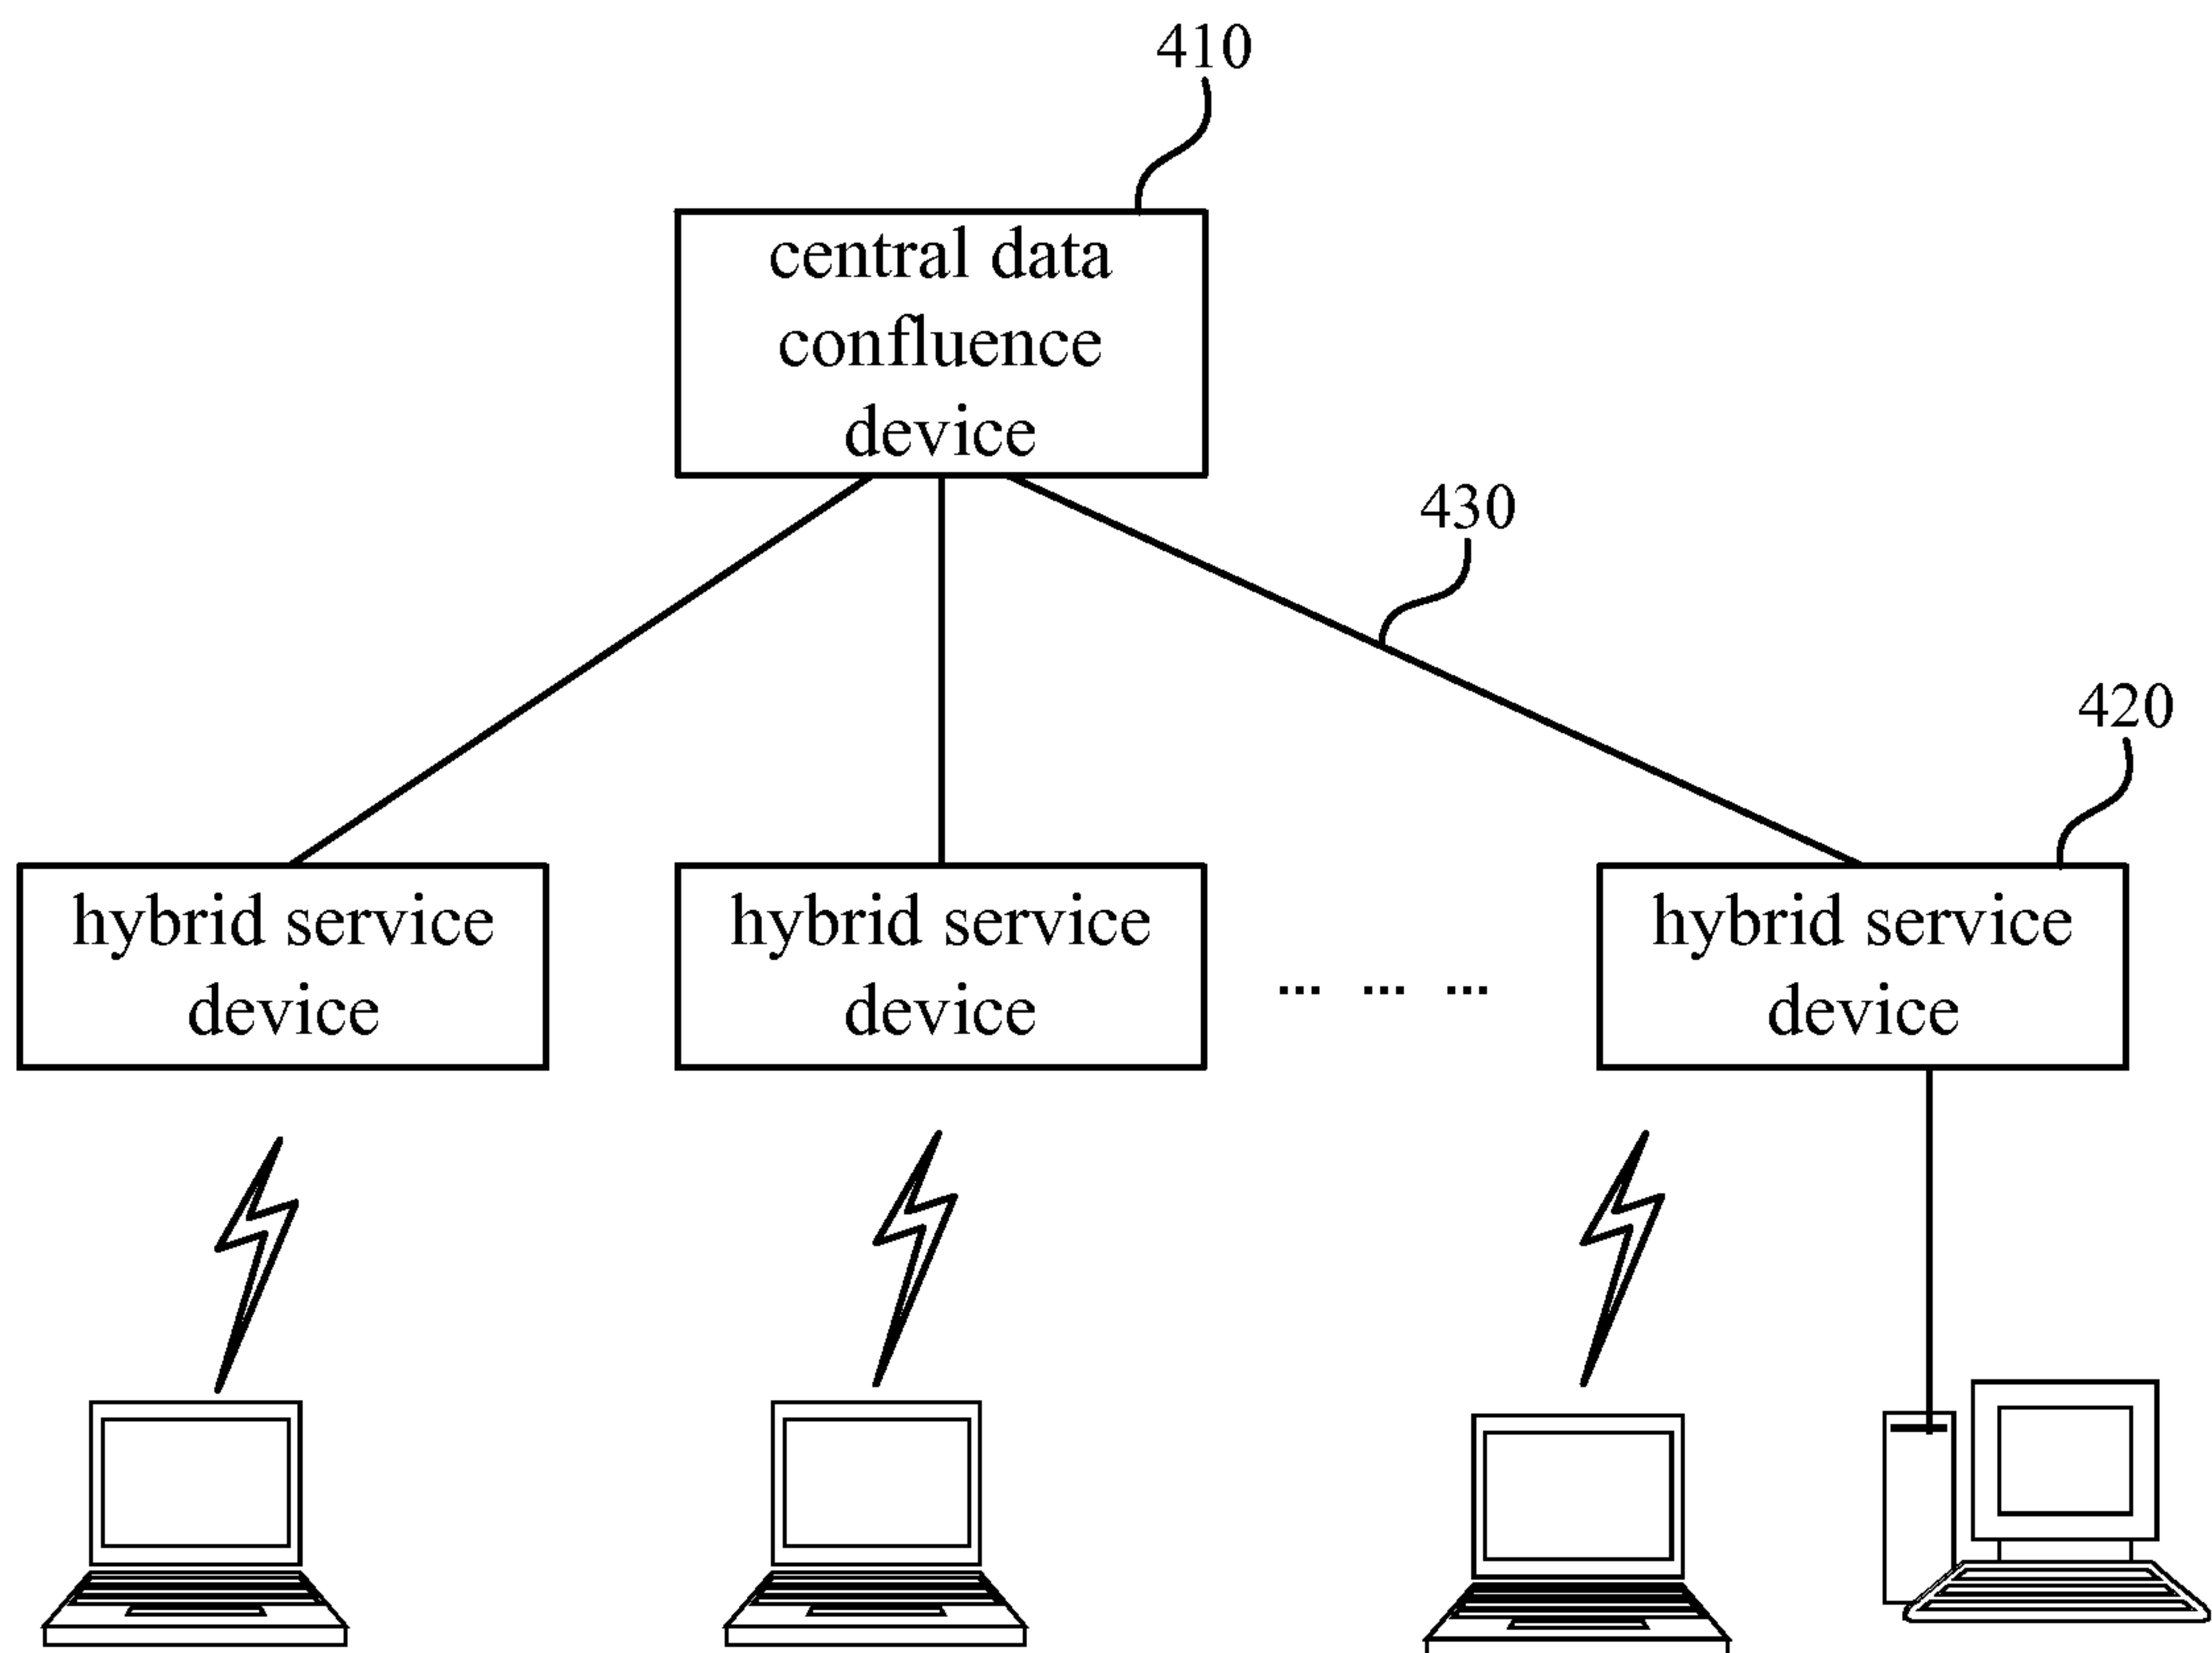 410
central data
confluence
device
430
420
hybrid service
device
hybrid service
device
... ... ...
hybrid service
device